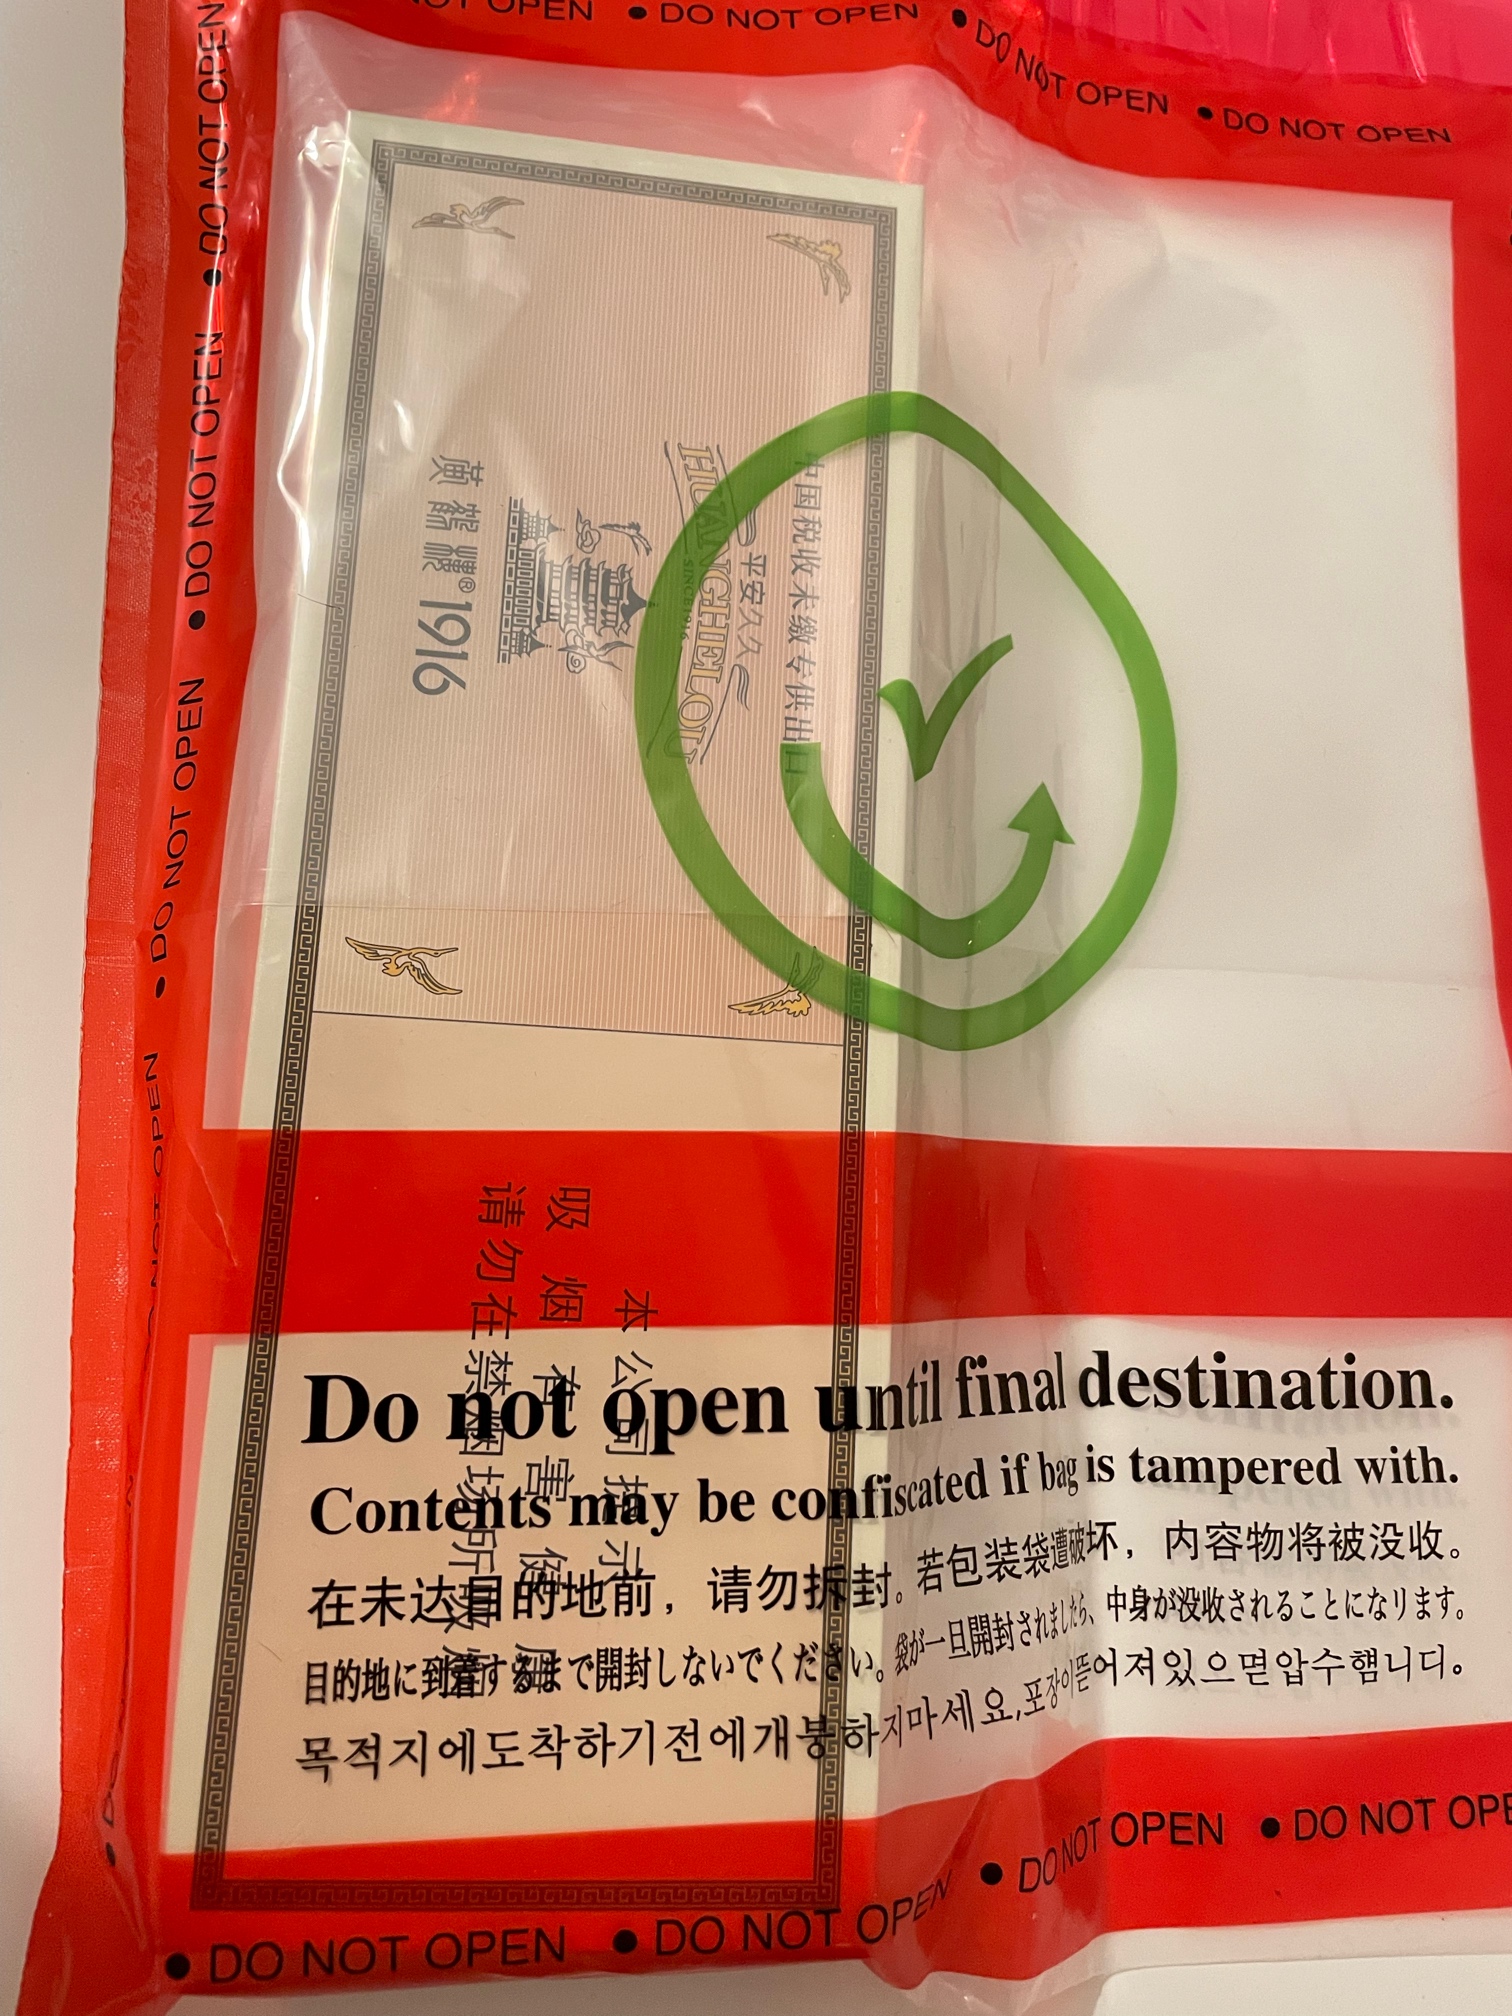 NOT OPEN • DO NOT OPEN • DO NOT OPEN • DO NOT OPEN
• DO NOT OPEN • DO NOT OPEN • DO NOT OPEN • DO NOT OPEN
黄鹤楼®1916
HUANGHELOU
SINCE1916
平安久久
中国税收未缴专供出口
本公司提示
吸烟有害健康
请勿在禁烟场所吸烟
Do not open until final destination.
Contents may be confiscated if bag is tampered with.
在未达目的地前，请勿拆封。若包装袋遭破坏，内容物将被没收。
目的地に到着するまで開封しないでください。袋が一旦開封されましたら、中身が没收されることになります。
목적지에도착하기전에개봉하지마세요,포장이뜯어져있으면압수햄니디。
• DO NOT OPEN • DO NOT OPEN • DO NOT OPEN • DO NOT OPE